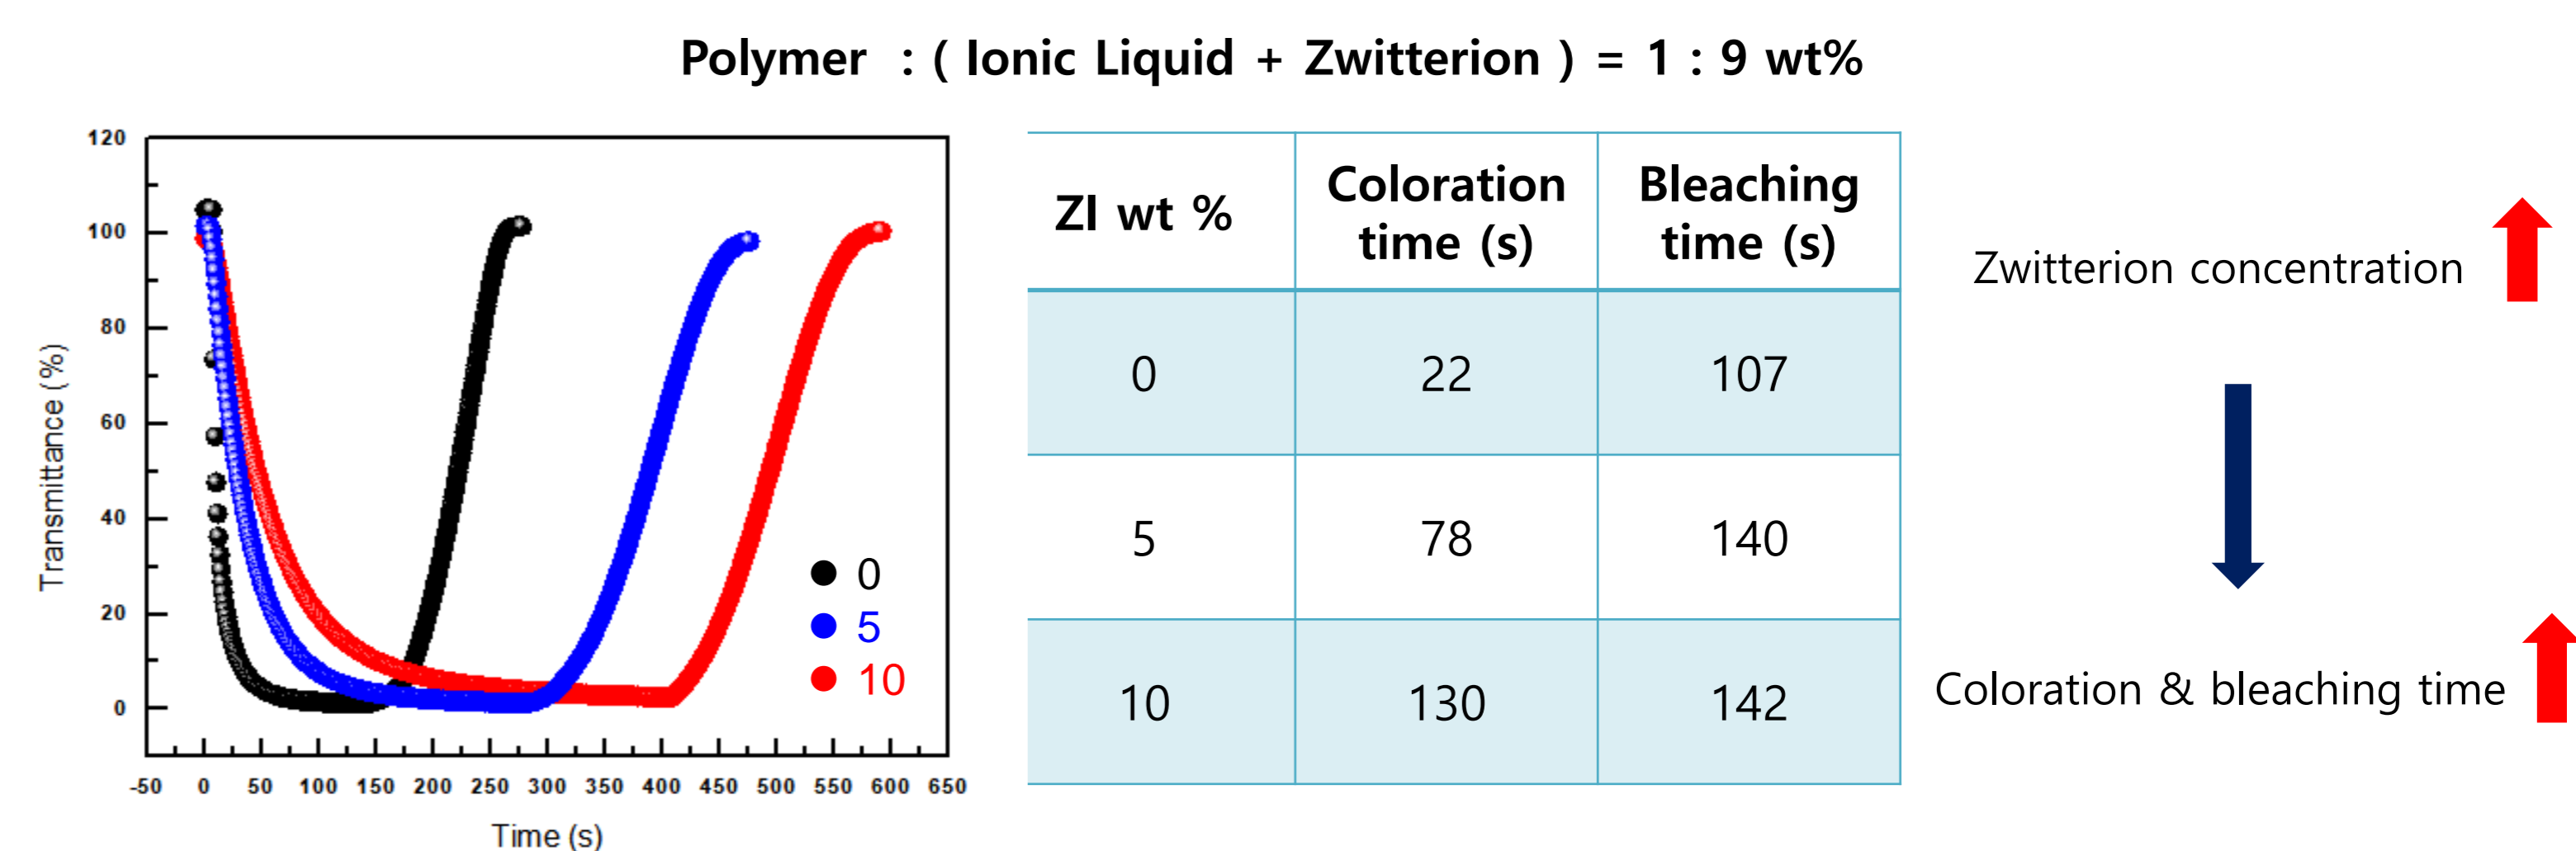 Polymer : ( Ionic Liquid + Zwitterion ) = 1 : 9 wt%
120
100
80
60
40
20
0
Transmittance (%)
-50 0 50 100 150 200 250 300 350 400 450 500 550 600 650
Time (s)
0
5
10
ZI wt %
Coloration
time (s)
Bleaching
time (s)
0 22 107
5 78 140
10 130 142
Zwitterion concentration
Coloration & bleaching time